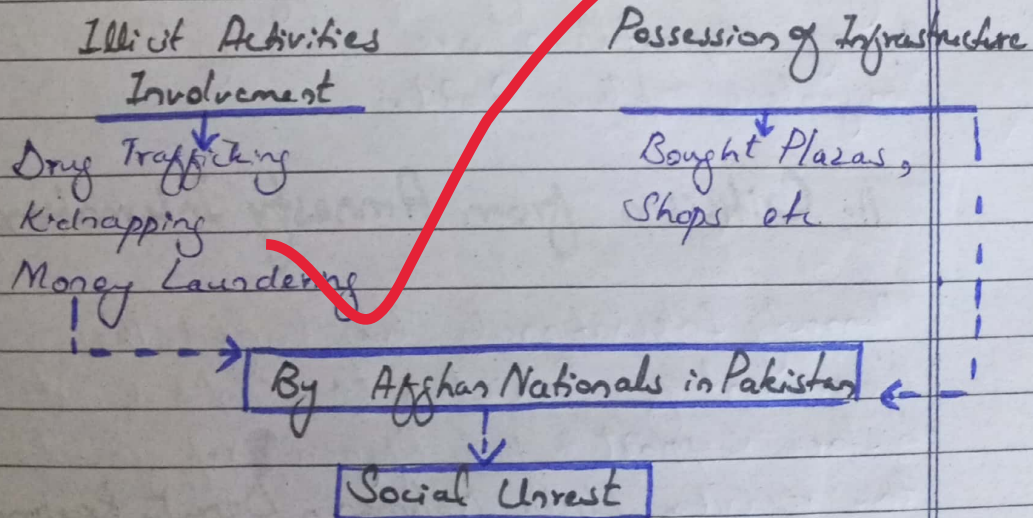 Illicit Activities
Involvement
Drug Trafficking
Kidnapping
Money Laundering
Possession of Infrastructure
Bought Plazas,
Shops etc
By Afghan Nationals in Pakistan
Social Unrest